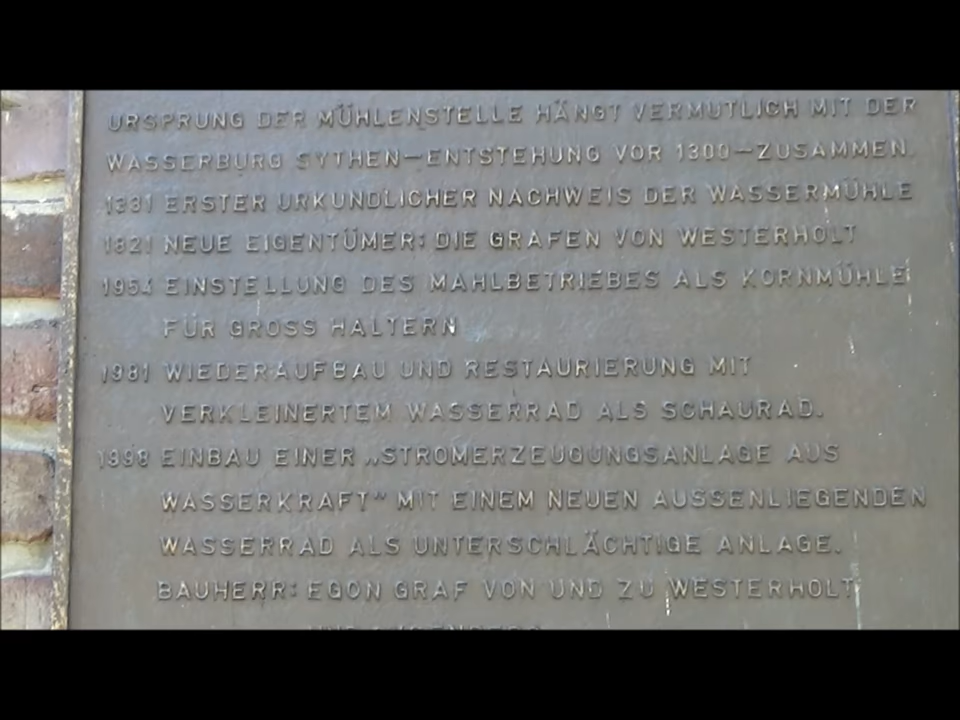 URSPRUNG DER MÜHLENSTELLE HÄNGT VERMUTLICH MIT DER
WASSERBURG SYTHEN–ENTSTEHUNG VOR 1300–ZUSAMMEN.
1331 ERSTER URKUNDLICHER NACHWEIS DER WASSERMÜHLE
1821 NEUE EIGENTÜMER: DIE GRAFEN VON WESTERHOLT
1954 EINSTELLUNG DES MAHLBETRIEBES ALS KORNMÜHLE
FÜR GROSS HALTERN
1981 WIEDERAUFBAU UND RESTAURIERUNG MIT
VERKLEINERTEM WASSERRAD ALS SCHAURAD.
1998 EINBAU EINER „STROMERZEUGUNGSANLAGE AUS
WASSERKRAFT" MIT EINEM NEUEN AUSSENLIEGENDEN
WASSERRAD ALS UNTERSCHLÄCHTIGE ANLAGE.
BAUHERR: EGON GRAF VON UND ZU WESTERHOLT